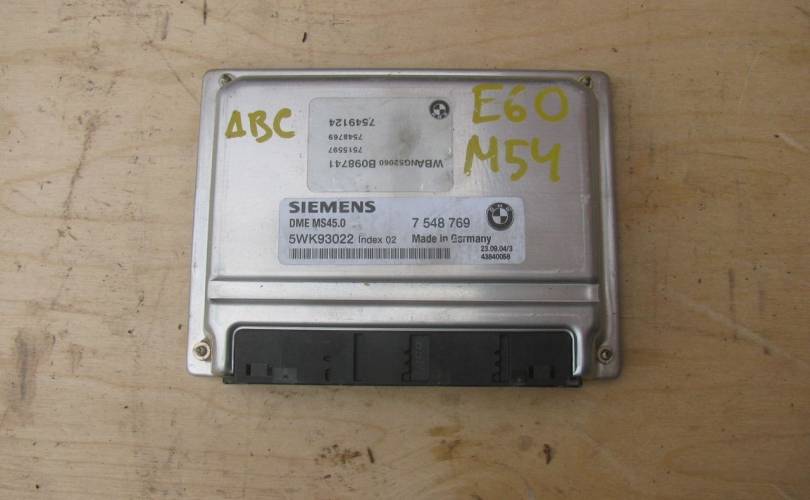 ABC
E60
M54
7549124
7548769
7515597
WBANG52060 B098741
SIEMENS
DME MS45.0
7 548 769
5WK93022 Index 02
Made in Germany
23.09.04/3
43840058